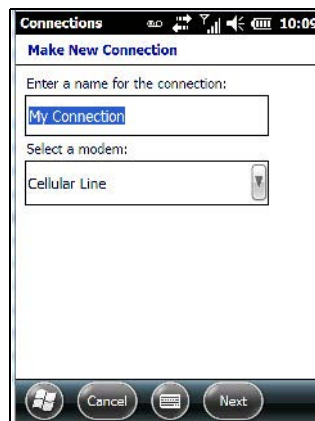 Connections 10:09
Make New Connection
Enter a name for the connection:
My Connection
Select a modem:
Cellular Line
Cancel Next